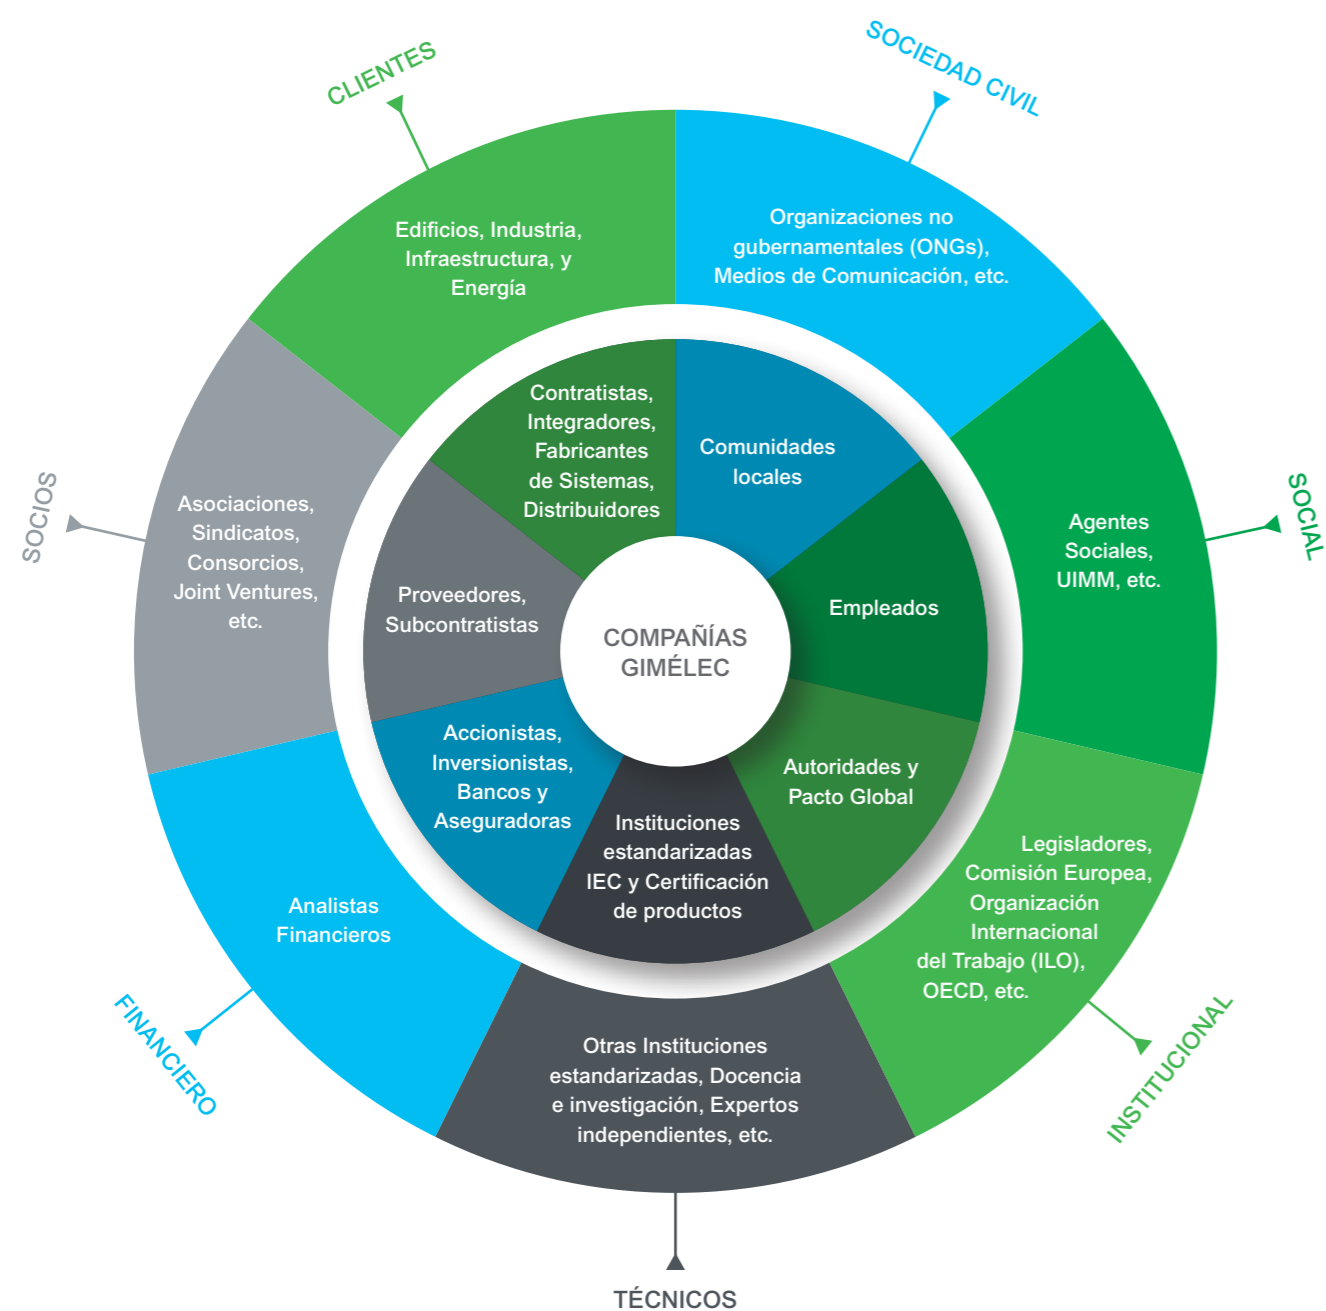 CLIENTES
SOCIEDAD CIVIL
Edificios, Industria,
Infraestructura, y
Energía
Organizaciones no
gubernamentales (ONGs),
Medios de Comunicación, etc.
SOCIOS
Asociaciones,
Sindicatos,
Consorcios,
Joint Ventures,
etc.
Contratistas,
Integradores,
Fabricantes
de Sistemas,
Distribuidores
Comunidades
locales
Agentes
Sociales,
UIMM, etc.
SOCIAL
Proveedores,
Subcontratistas
COMPAÑÍAS
GIMÉLEC
Empleados
Accionistas,
Inversionistas,
Bancos y
Aseguradoras
Instituciones
estandarizadas
IEC y Certificación
de productos
Autoridades y
Pacto Global
Analistas
Financieros
Legisladores,
Comisión Europea,
Organización
Internacional
del Trabajo (ILO),
OECD, etc.
FINANCIERO
Otras Instituciones
estandarizadas, Docencia
e investigación, Expertos
independientes, etc.
INSTITUCIONAL
TÉCNICOS